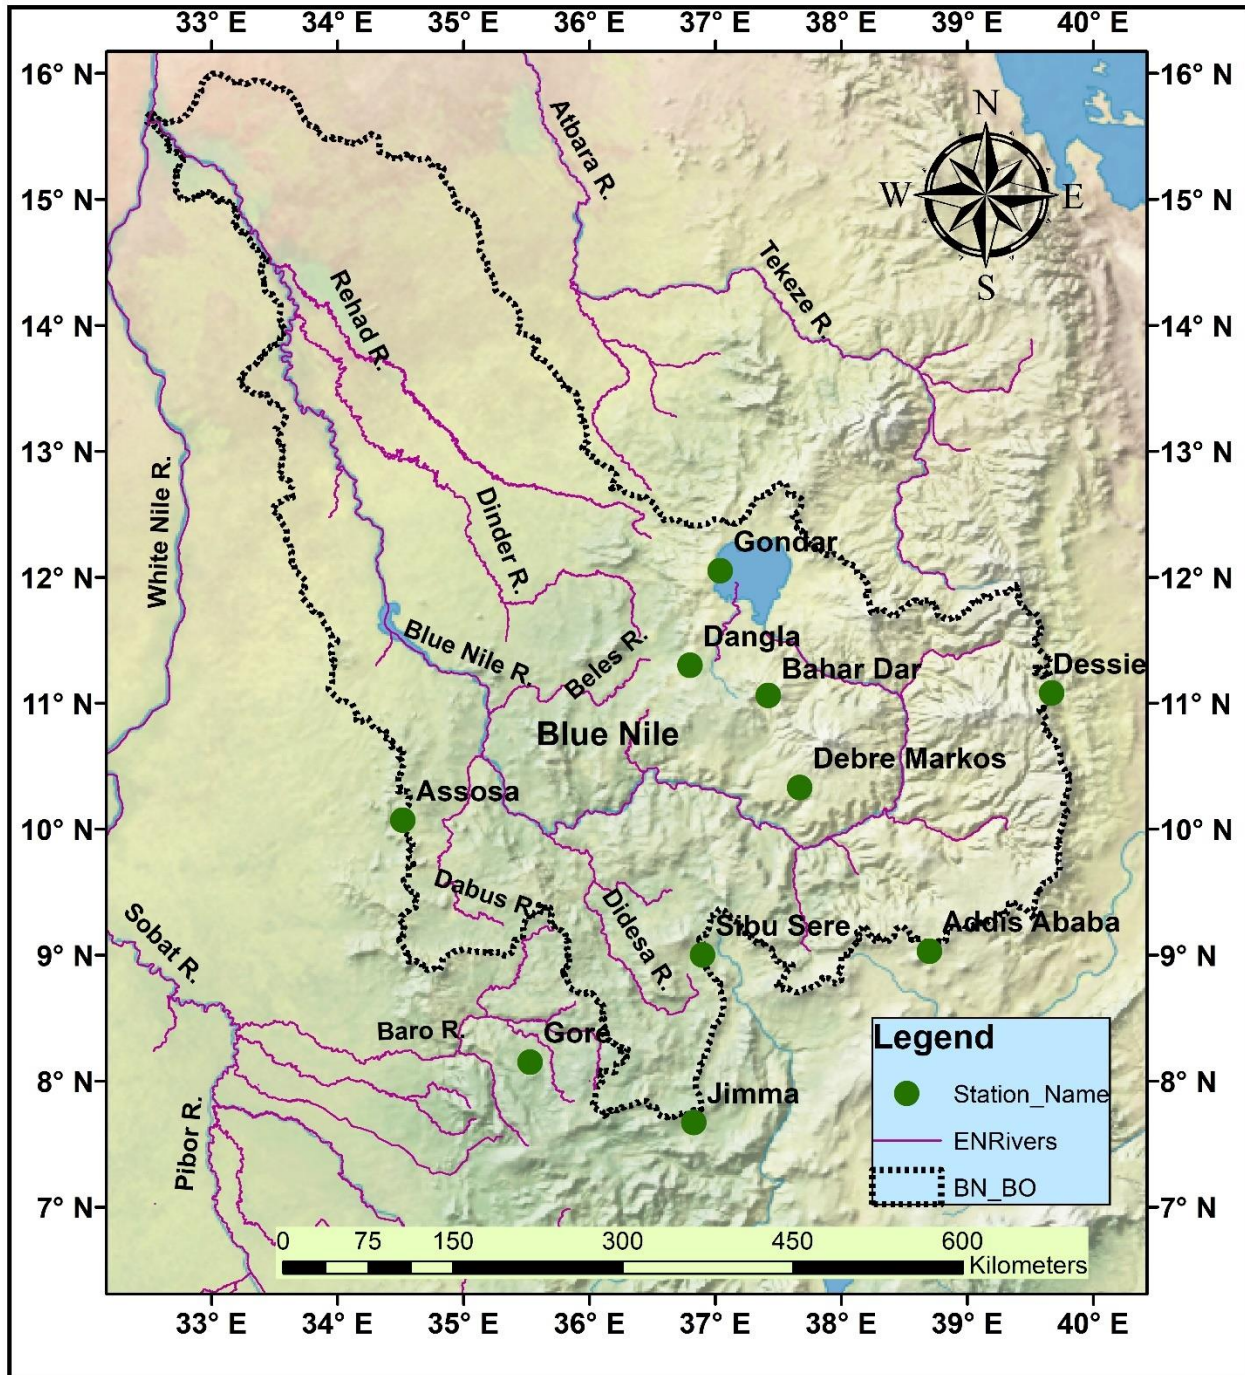 33° E 34° E 35° E 36° E 37° E 38° E 39° E 40° E
16° N 16° N
N
Atbara R.
W E
15° N 15° N
S
Tekeze R.
Rehad R.
14° N 14° N
13° N 13° N
White Nile R.
Dinder R.
Gondar
12° N 12° N
Blue Nile R.
Beles R.
Dangla
Bahar Dar
Dessie
11° N 11° N
Blue Nile
Debre Markos
Assosa
10° N 10° N
Dabus R.
Didesa R.
Sibu Sere
Addis Ababa
Sobat R.
9° N 9° N
Baro R.
Gore
Legend
8° N 8° N
Jimma
Station_Name
Pibor R.
ENRivers
BN_BO
7° N 7° N
0 75 150 300 450 600
Kilometers
33° E 34° E 35° E 36° E 37° E 38° E 39° E 40° E